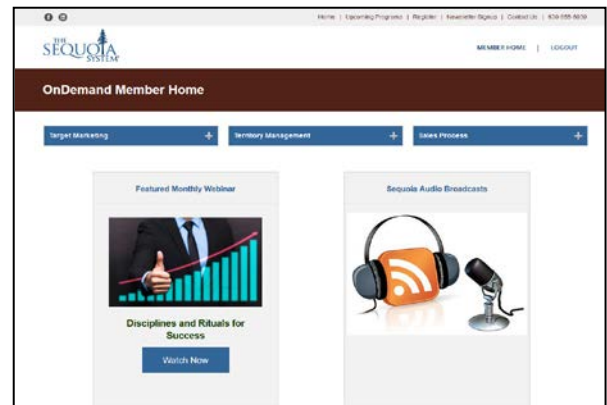 Home | Upcoming Programs | Register | Newsletter Signup | Contact Us |
THE
SEQUOIA
SYSTEM
MEMBER HOME | LOGOUT
OnDemand Member Home
Target Marketing + Territory Management + Sales Process +
Featured Monthly Webinar
Sequoia Audio Broadcasts
Disciplines and Rituals for
Success
Watch Now